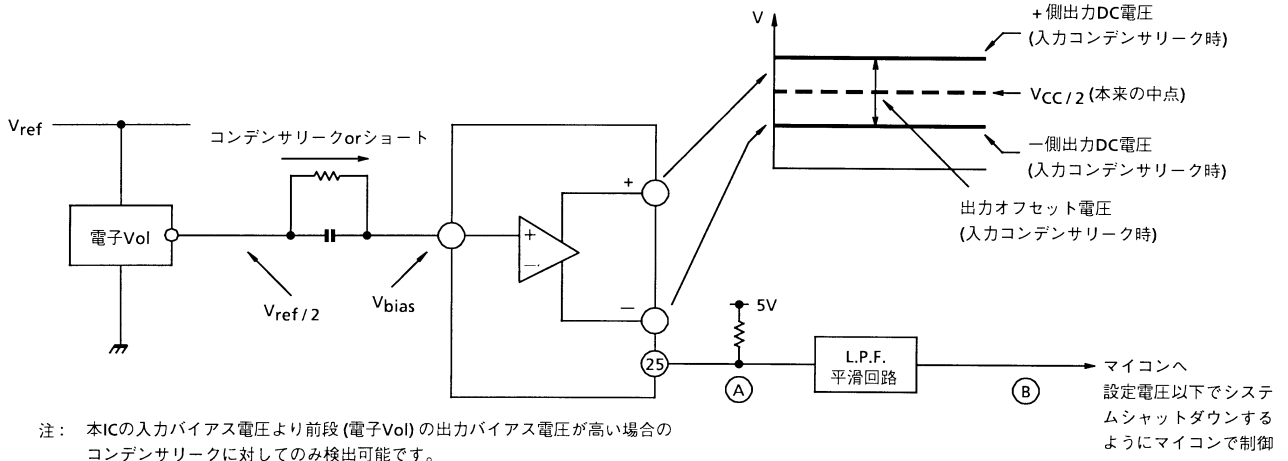 V
+側出力DC電圧
(入力コンデンサリーク時)
VCC/2 (本来の中点)
−側出力DC電圧
(入力コンデンサリーク時)
出力オフセット電圧
(入力コンデンサリーク時)
Vref
コンデンサリークorショート
電子Vol
Vref/2
Vbias
+
−
+
−
25
5V
A
L.P.F.
平滑回路
B
マイコンへ
設定電圧以下でシステ
ムシャットダウンする
ようにマイコンで制御
注： 本ICの入力バイアス電圧より前段 (電子Vol) の出力バイアス電圧が高い場合の
コンデンサリークに対してのみ検出可能です。